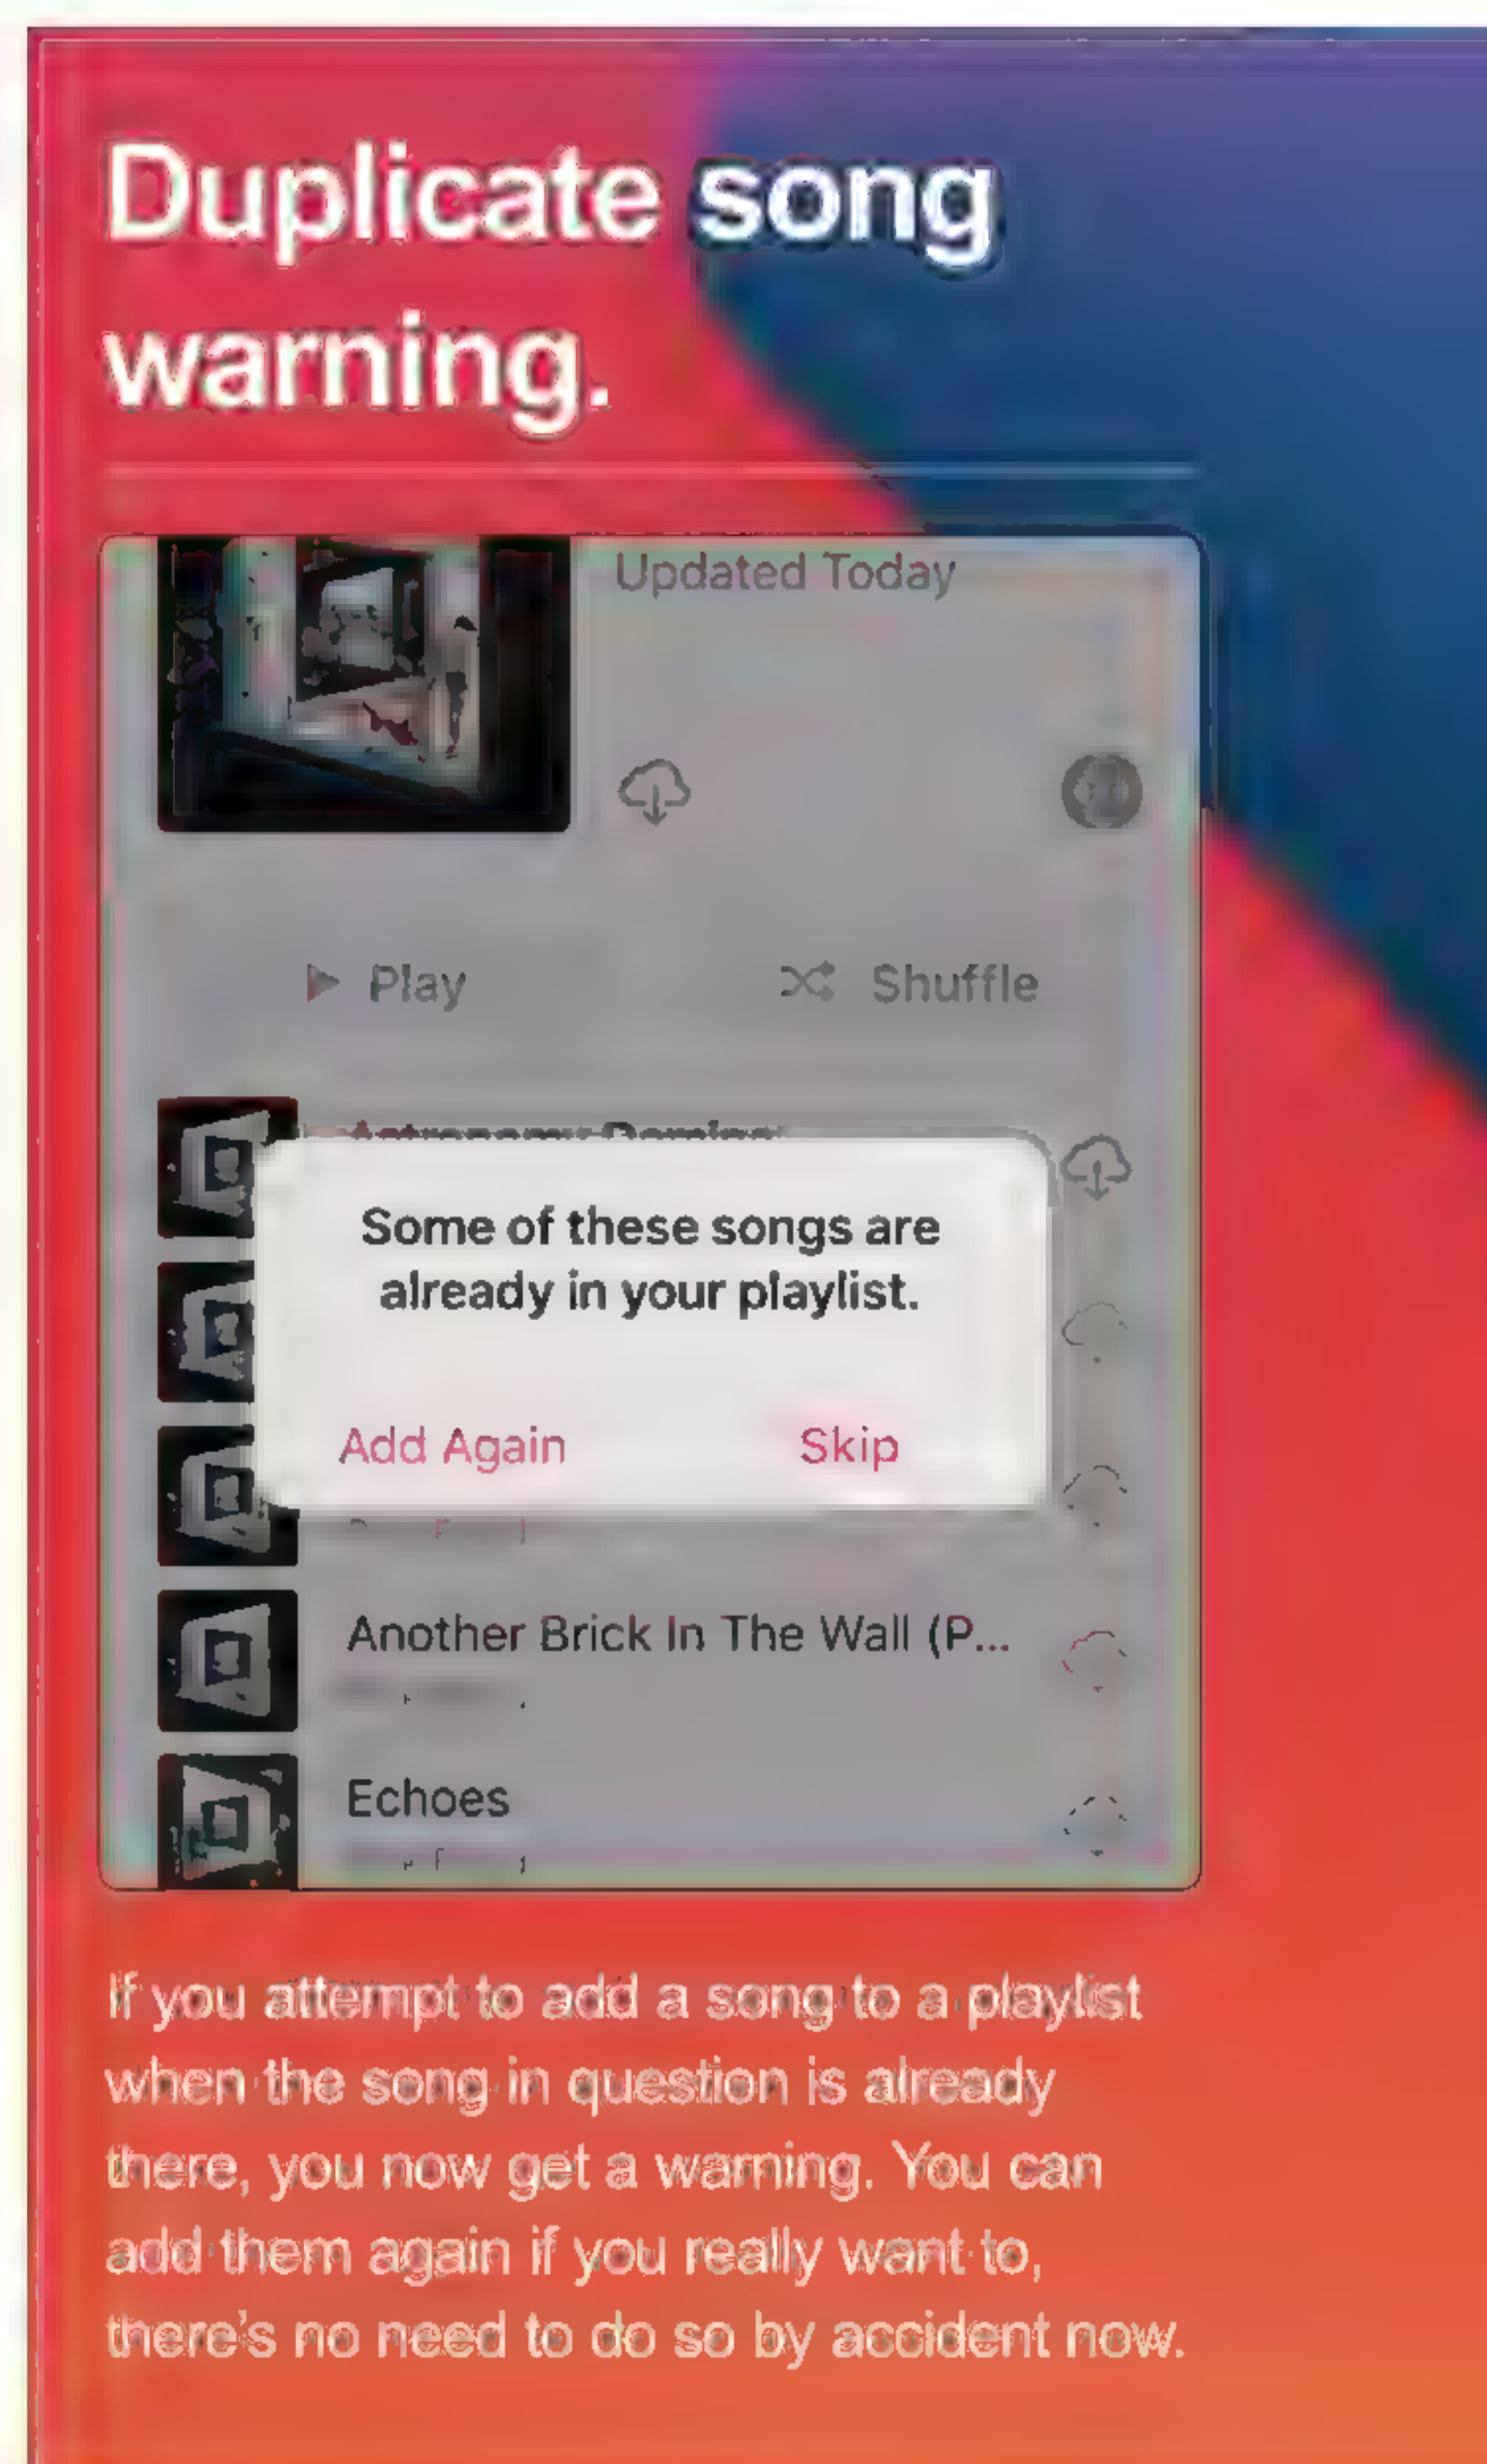 Duplicate song
warning.
Updated Today
Play
Shuffle
Some of these songs are
already in your playlist.
Add Again
Skip
Another Brick In The Wall (P...
Echoes
If you attempt to add a song to a playlist
when the song in question is already
there, you now get a warning. You can
add them again if you really want to,
there's no need to do so by accident now.